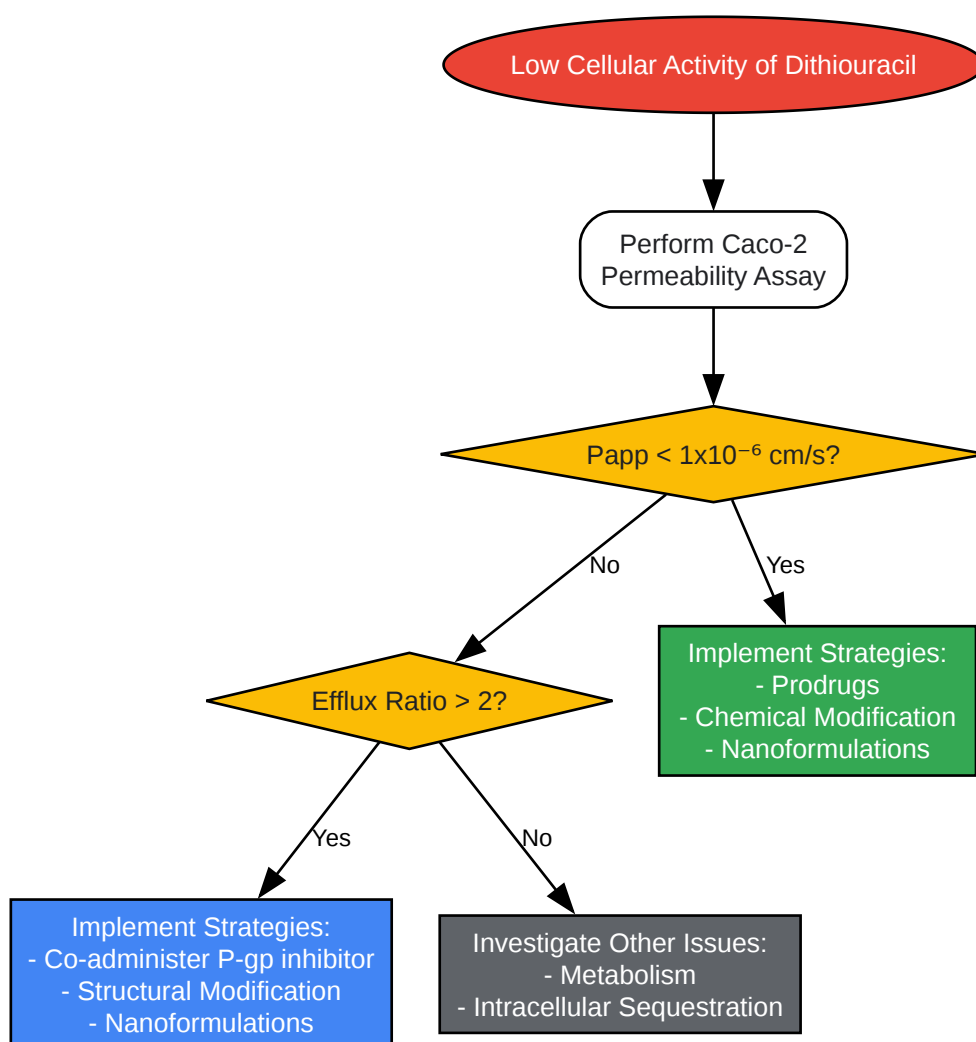 Low Cellular Activity of Dithiouracil
Perform Caco-2
Permeability Assay
Papp < 1x10⁻⁶ cm/s?
No
Yes
Implement Strategies:
- Prodrugs
- Chemical Modification
- Nanoformulations
Efflux Ratio > 2?
Yes
No
Implement Strategies:
- Co-administer P-gp inhibitor
- Structural Modification
- Nanoformulations
Investigate Other Issues:
- Metabolism
- Intracellular Sequestration